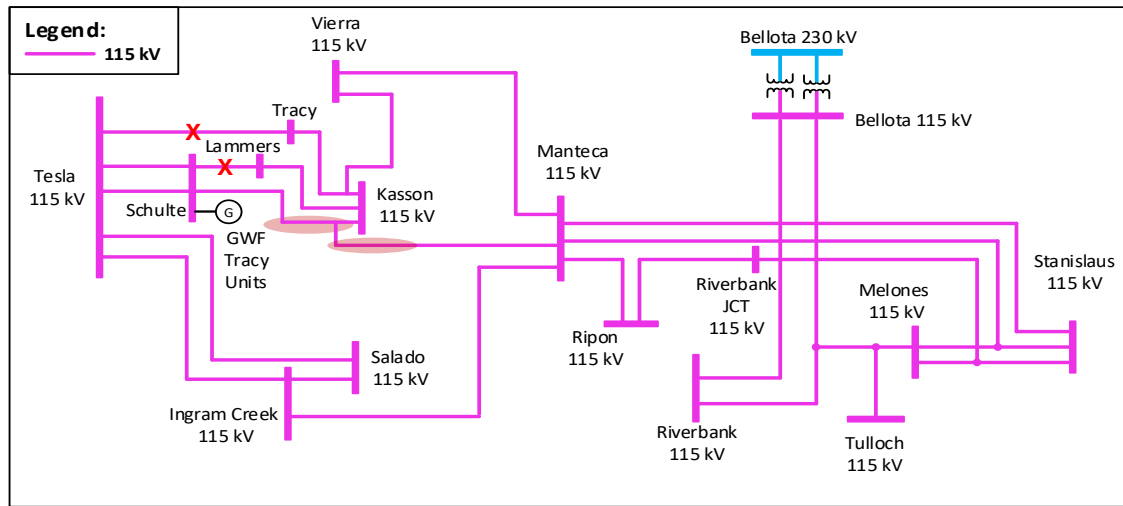 Legend:
115 kV
Vierra
115 kV
Bellota 230 kV
Tracy
Bellota 115 kV
Lammers
X
X
Manteca
115 kV
Tesla
115 kV
Kasson
115 kV
Schulte
G
GWF
Tracy
Units
Stanislaus
115 kV
Riverbank
JCT
115 kV
Melones
115 kV
Ripon
115 kV
Salado
115 kV
Ingram Creek
115 kV
Riverbank
115 kV
Tulloch
115 kV